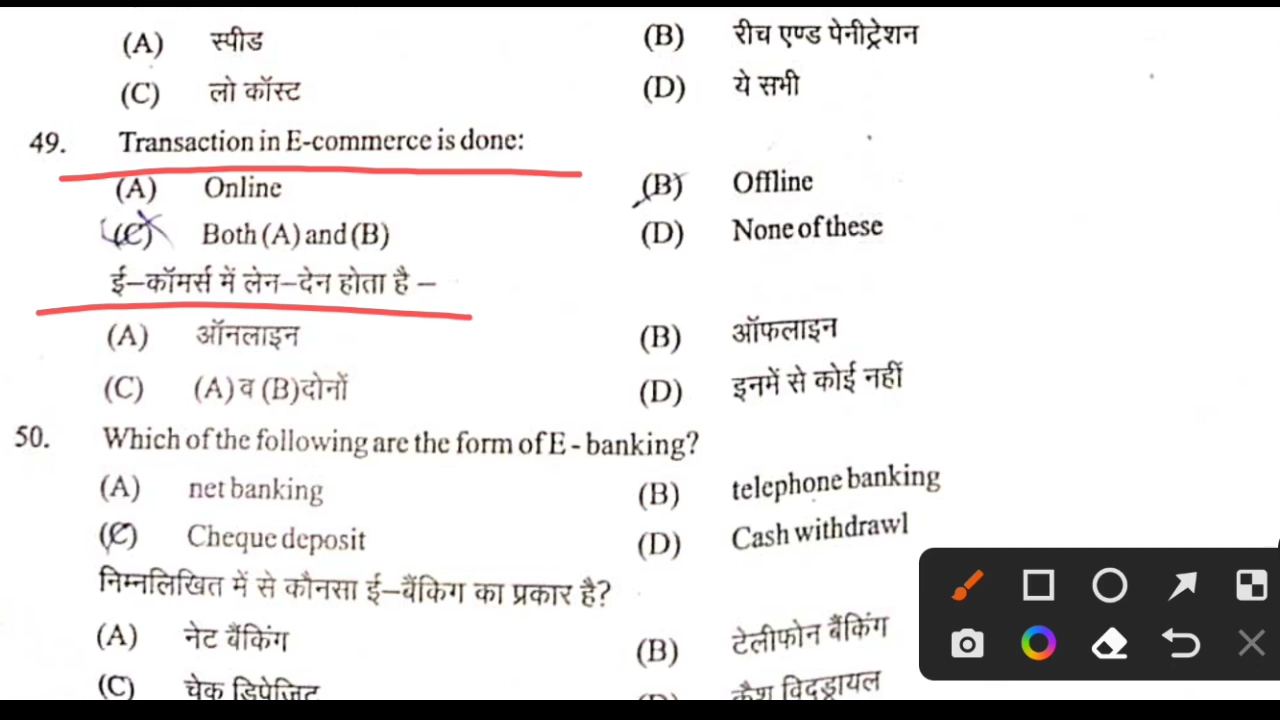 (A) स्पीड (B) रीच एण्ड पेनीट्रेशन
(C) लो कॉस्ट (D) ये सभी
49. Transaction in E-commerce is done:
(A) Online (B) Offline
(C) Both (A) and (B) (D) None of these
ई–कॉमर्स में लेन–देन होता है –
(A) ऑनलाइन (B) ऑफलाइन
(C) (A) व (B) दोनों (D) इनमें से कोई नहीं
50. Which of the following are the form of E - banking?
(A) net banking (B) telephone banking
(C) Cheque deposit (D) Cash withdrawl
निम्नलिखित में से कौनसा ई–बैंकिग का प्रकार है?
(A) नेट बैंकिंग (B) टेलीफोन बैंकिंग
(C) चेक डिपेजिट (D) कैश विदड्रायल